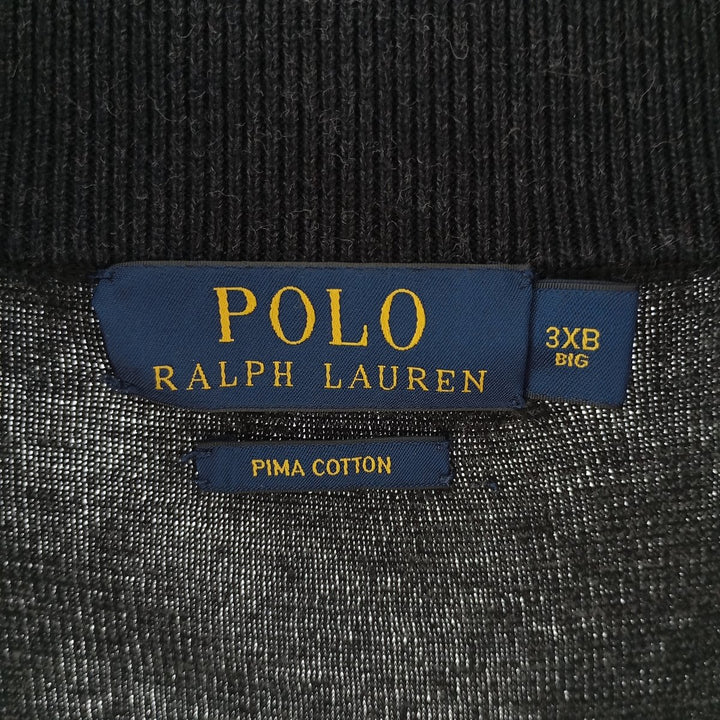 POLO
RALPH LAUREN
3XB
BIG
PIMA COTTON